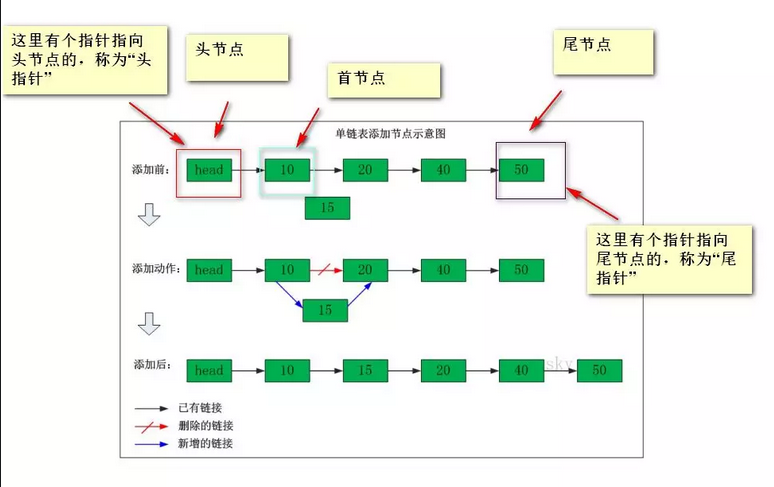 这里有个指针指向
头节点的，称为“头
指针”
头节点
首节点
尾节点
单链表添加节点示意图
添加前：
head
10
20
40
50
15
这里有个指针指向
尾节点的，称为“尾
指针”
添加动作：
head
10
20
40
50
15
添加后：
head
10
15
20
40
sky
50
已有链接
删除的链接
新增的链接